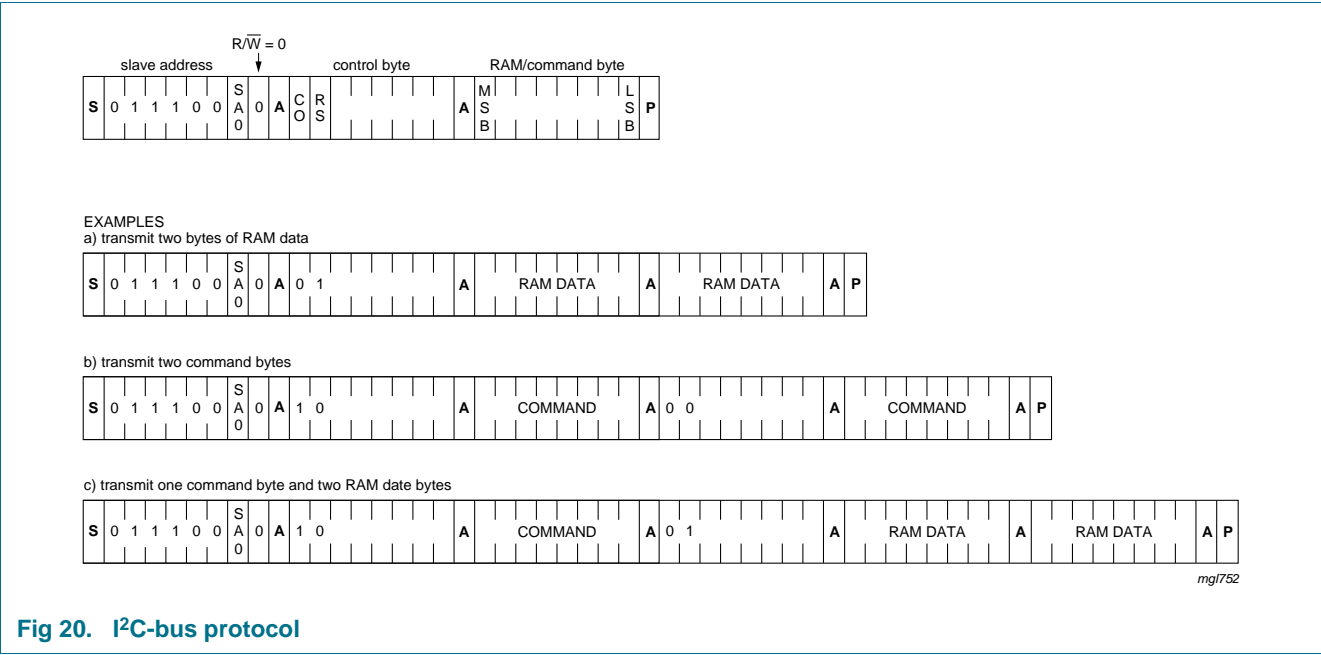 R/W̅ = 0
slave address control byte RAM/command byte
S 0 1 1 1 0 0 SA0 0 A CO RS A MSB LSB P
EXAMPLES
a) transmit two bytes of RAM data
S 0 1 1 1 0 0 SA0 0 A 0 1 A RAM DATA A RAM DATA A P
b) transmit two command bytes
S 0 1 1 1 0 0 SA0 0 A 1 0 A COMMAND A 0 0 A COMMAND A P
c) transmit one command byte and two RAM date bytes
S 0 1 1 1 0 0 SA0 0 A 1 0 A COMMAND A 0 1 A RAM DATA A RAM DATA A P
mgl752
Fig 20. I²C-bus protocol